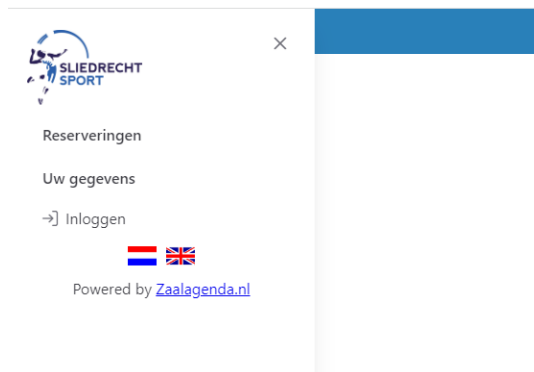 SLIEDRECHT
SPORT
Reserveringen
Uw gegevens
Inloggen
Powered by Zaalagenda.nl